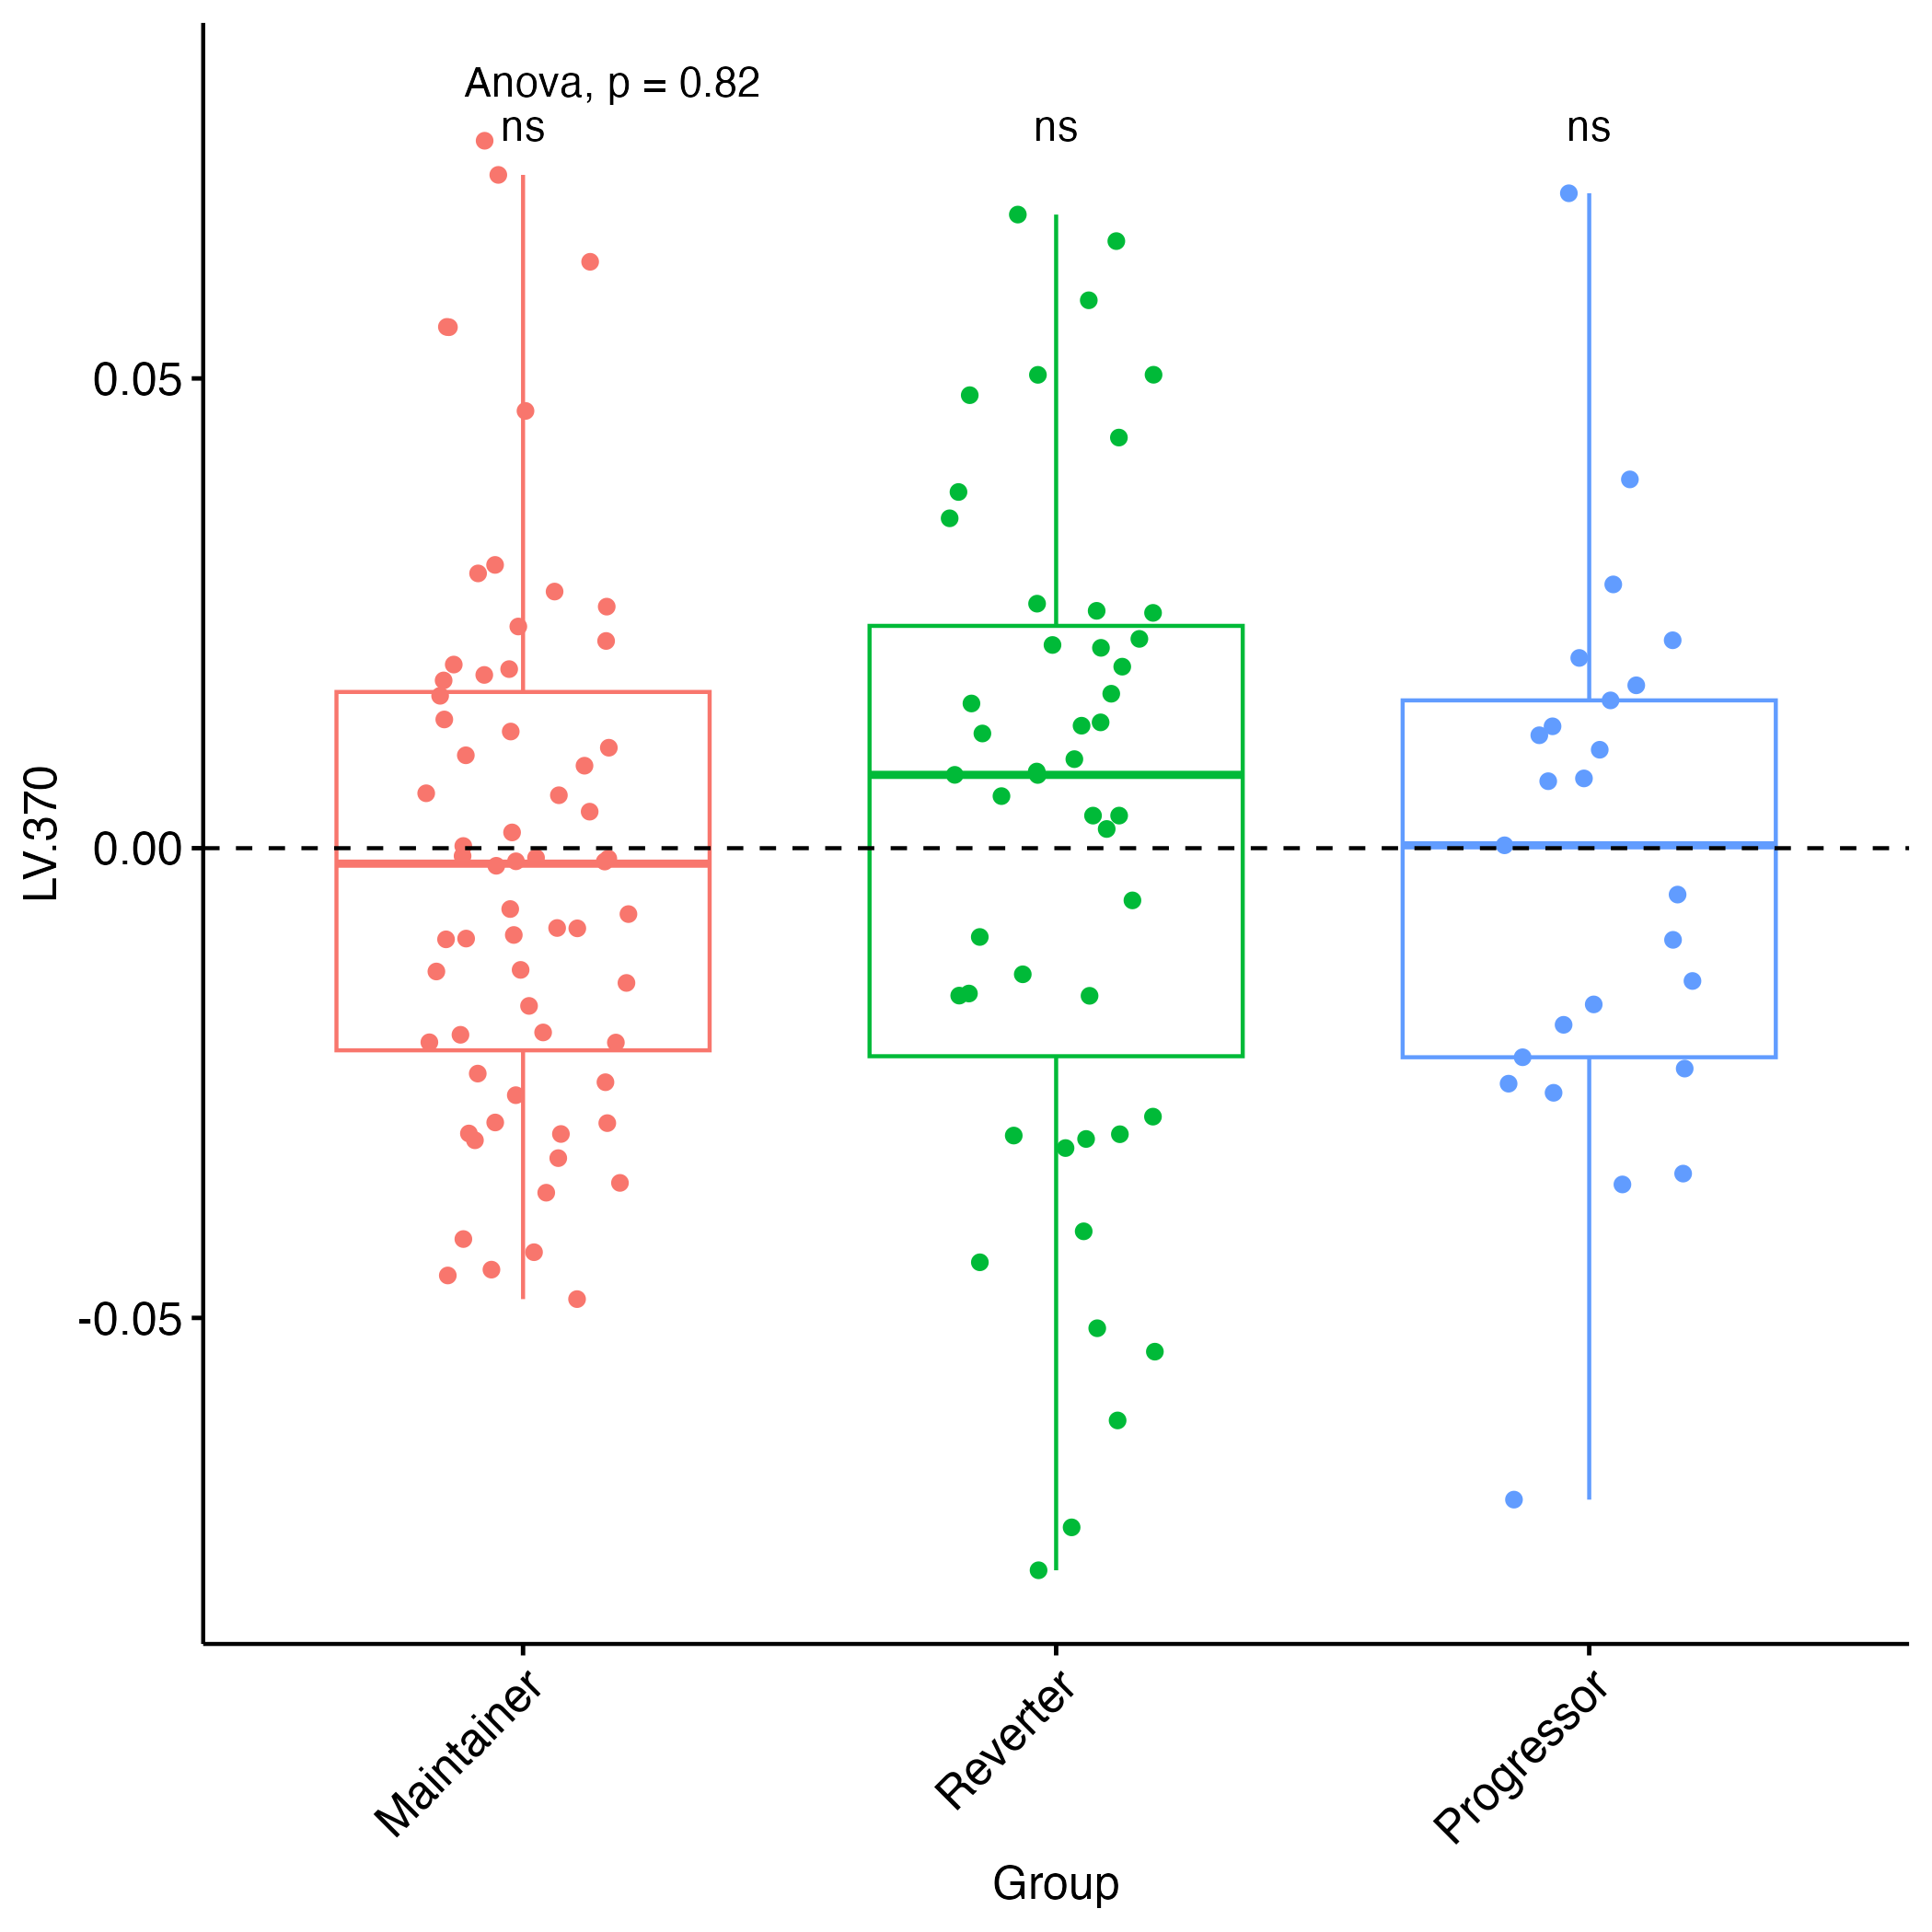 Anova, p = 0.82
ns
ns
ns
0.05
0.00
-0.05
LV.370
Maintainer
Reverter
Progressor
Group